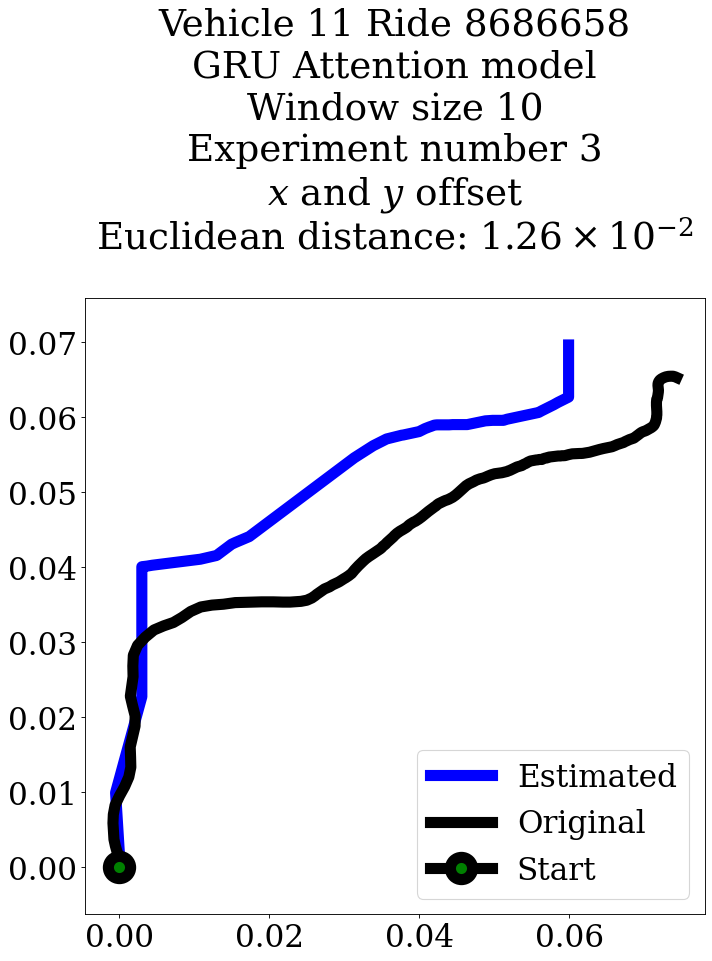 Vehicle 11 Ride 8686658
GRU Attention model
Window size 10
Experiment number 3
x and y offset
Euclidean distance: 1.26 × 10⁻²
0.07
0.06
0.05
0.04
0.03
0.02
0.01
0.00
Estimated
Original
Start
0.00 0.02 0.04 0.06